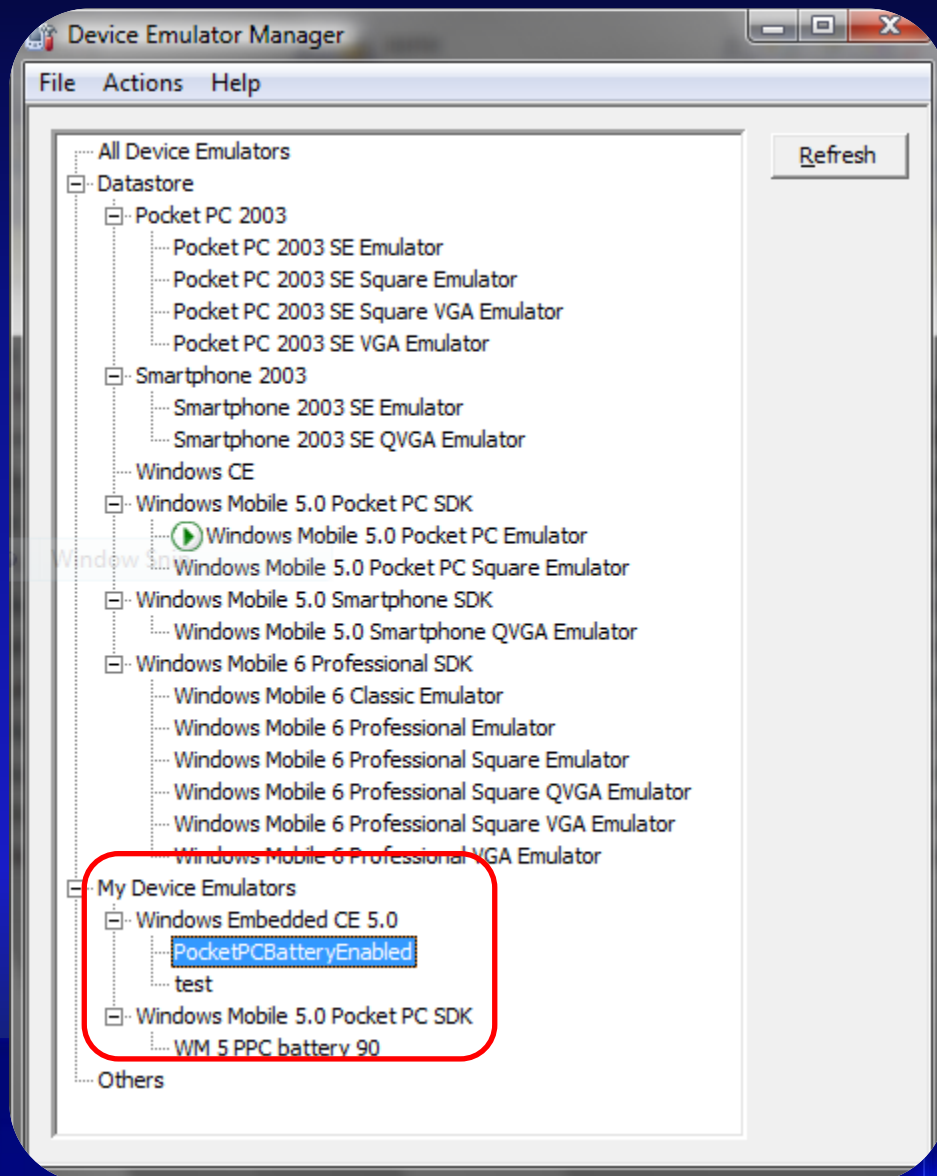 Device Emulator Manager
File Actions Help
All Device Emulators
Refresh
Datastore
Pocket PC 2003
Pocket PC 2003 SE Emulator
Pocket PC 2003 SE Square Emulator
Pocket PC 2003 SE Square VGA Emulator
Pocket PC 2003 SE VGA Emulator
Smartphone 2003
Smartphone 2003 SE Emulator
Smartphone 2003 SE QVGA Emulator
Windows CE
Windows Mobile 5.0 Pocket PC SDK
Windows Mobile 5.0 Pocket PC Emulator
Window Snip
Windows Mobile 5.0 Pocket PC Square Emulator
Windows Mobile 5.0 Smartphone SDK
Windows Mobile 5.0 Smartphone QVGA Emulator
Windows Mobile 6 Professional SDK
Windows Mobile 6 Classic Emulator
Windows Mobile 6 Professional Emulator
Windows Mobile 6 Professional Square Emulator
Windows Mobile 6 Professional Square QVGA Emulator
Windows Mobile 6 Professional Square VGA Emulator
Windows Mobile 6 Professional VGA Emulator
My Device Emulators
Windows Embedded CE 5.0
PocketPCBatteryEnabled
test
Windows Mobile 5.0 Pocket PC SDK
WM 5 PPC battery 90
Others